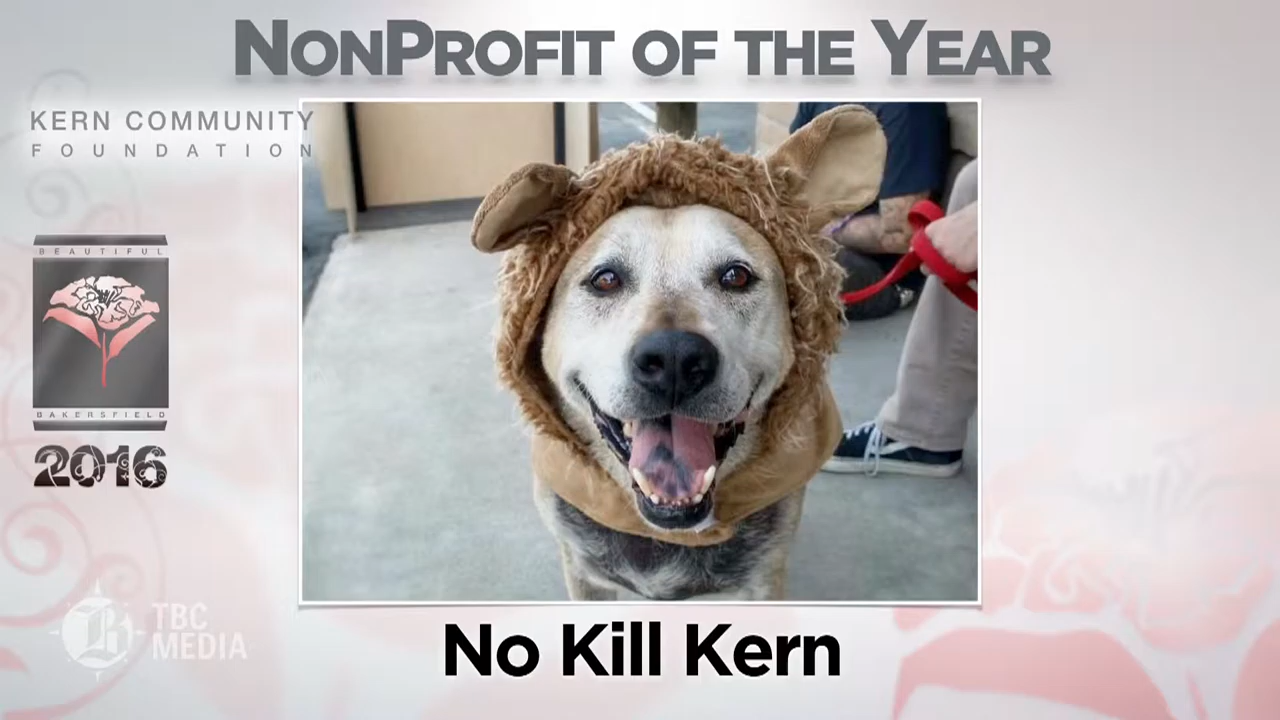 NonProfit of the Year
KERN COMMUNITY
FOUNDATION
BEAUTIFUL
BAKERSFIELD
2016
TBC
MEDIA
No Kill Kern